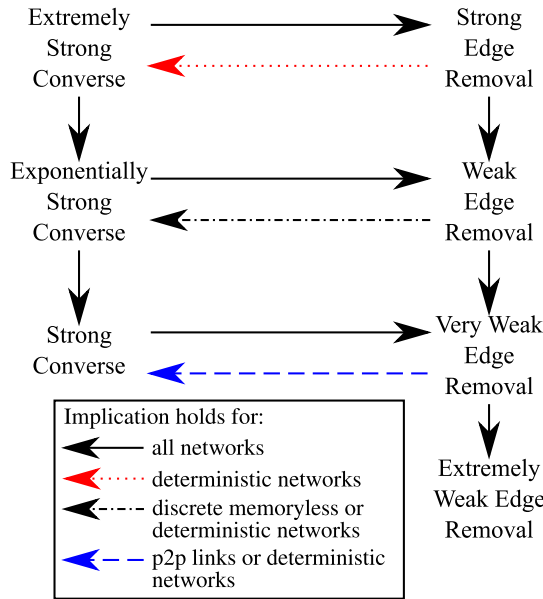 Extremely
Strong
Converse
Strong
Edge
Removal
Exponentially
Strong
Converse
Weak
Edge
Removal
Strong
Converse
Very Weak
Edge
Removal
Extremely
Weak Edge
Removal
Implication holds for:
all networks
deterministic networks
discrete memoryless or
deterministic networks
p2p links or deterministic
networks